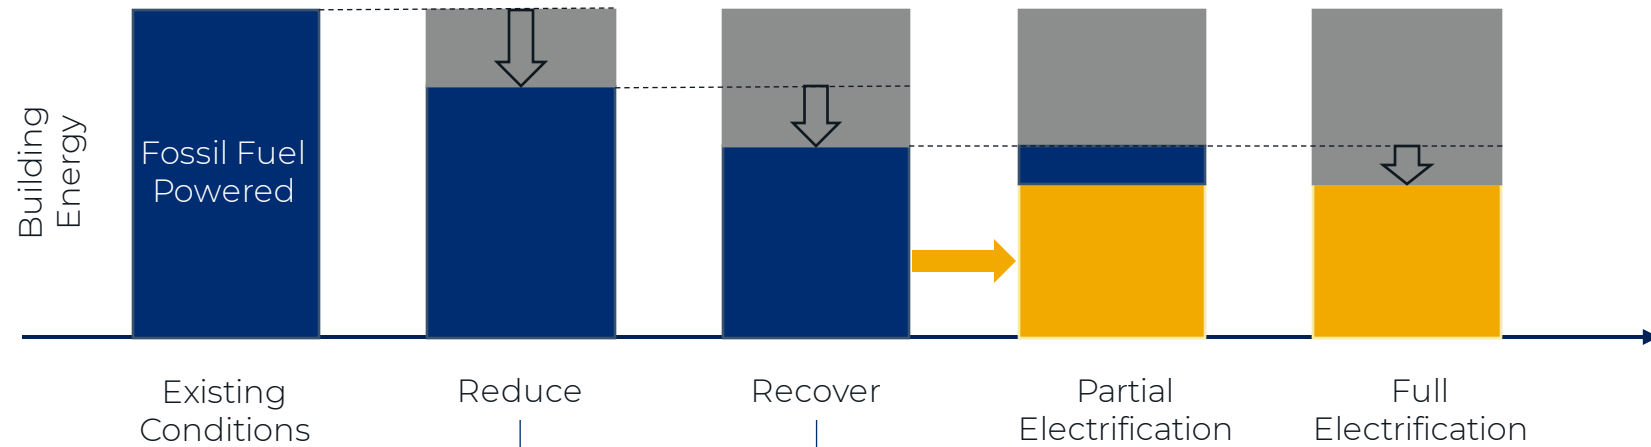 Building
Energy
Fossil Fuel
Powered
Existing
Conditions
Reduce
Recover
Partial
Electrification
Full
Electrification